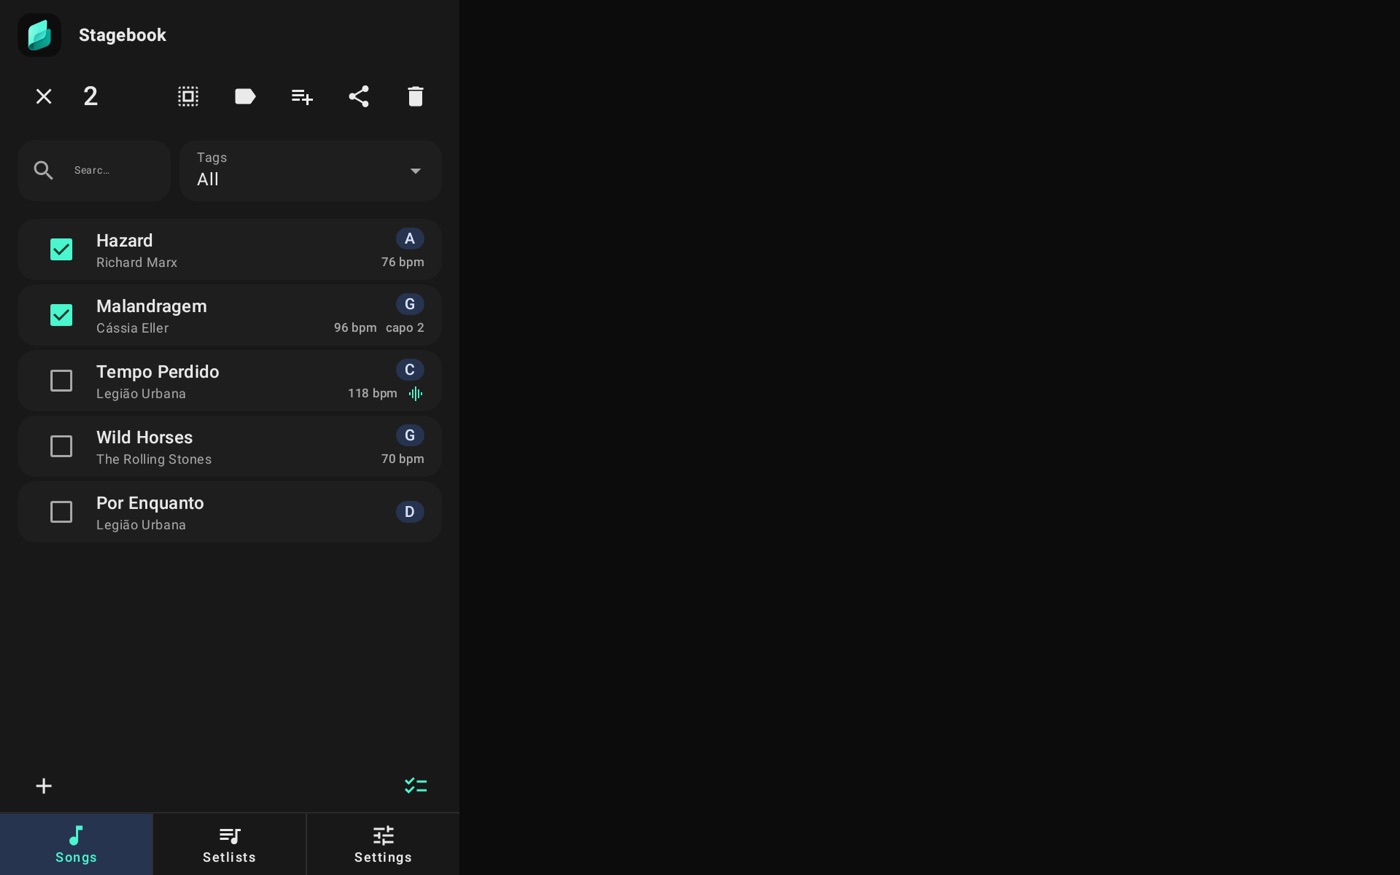 Stagebook
2
Searc…
Tags
All
Hazard
A
Richard Marx
76 bpm
Malandragem
G
Cássia Eller
96 bpm capo 2
Tempo Perdido
C
Legião Urbana
118 bpm
Wild Horses
G
The Rolling Stones
70 bpm
Por Enquanto
D
Legião Urbana
Songs
Setlists
Settings